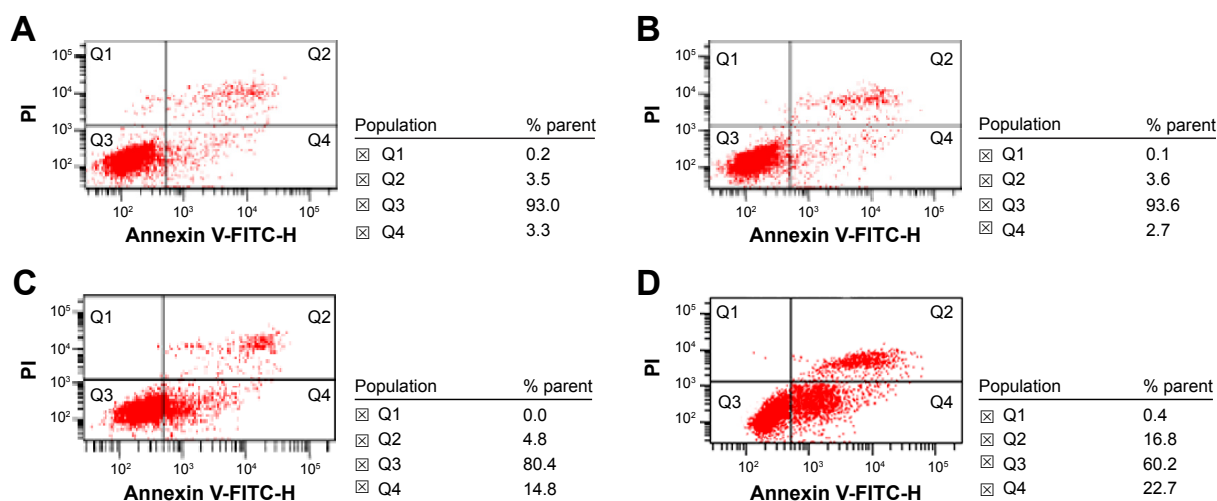 A
PI
10⁵
10⁴
10³
10²
Q1 Q2
Q3 Q4
10² 10³ 10⁴ 10⁵
Annexin V-FITC-H
Population % parent
☒ Q1 0.2
☒ Q2 3.5
☒ Q3 93.0
☒ Q4 3.3
B
PI
10⁵
10⁴
10³
10²
Q1 Q2
Q3 Q4
10² 10³ 10⁴ 10⁵
Annexin V-FITC-H
Population % parent
☒ Q1 0.1
☒ Q2 3.6
☒ Q3 93.6
☒ Q4 2.7
C
PI
10⁵
10⁴
10³
10²
Q1 Q2
Q3 Q4
10² 10³ 10⁴ 10⁵
Annexin V-FITC-H
Population % parent
☒ Q1 0.0
☒ Q2 4.8
☒ Q3 80.4
☒ Q4 14.8
D
PI
10⁵
10⁴
10³
10²
Q1 Q2
Q3 Q4
10² 10³ 10⁴ 10⁵
Annexin V-FITC-H
Population % parent
☒ Q1 0.4
☒ Q2 16.8
☒ Q3 60.2
☒ Q4 22.7